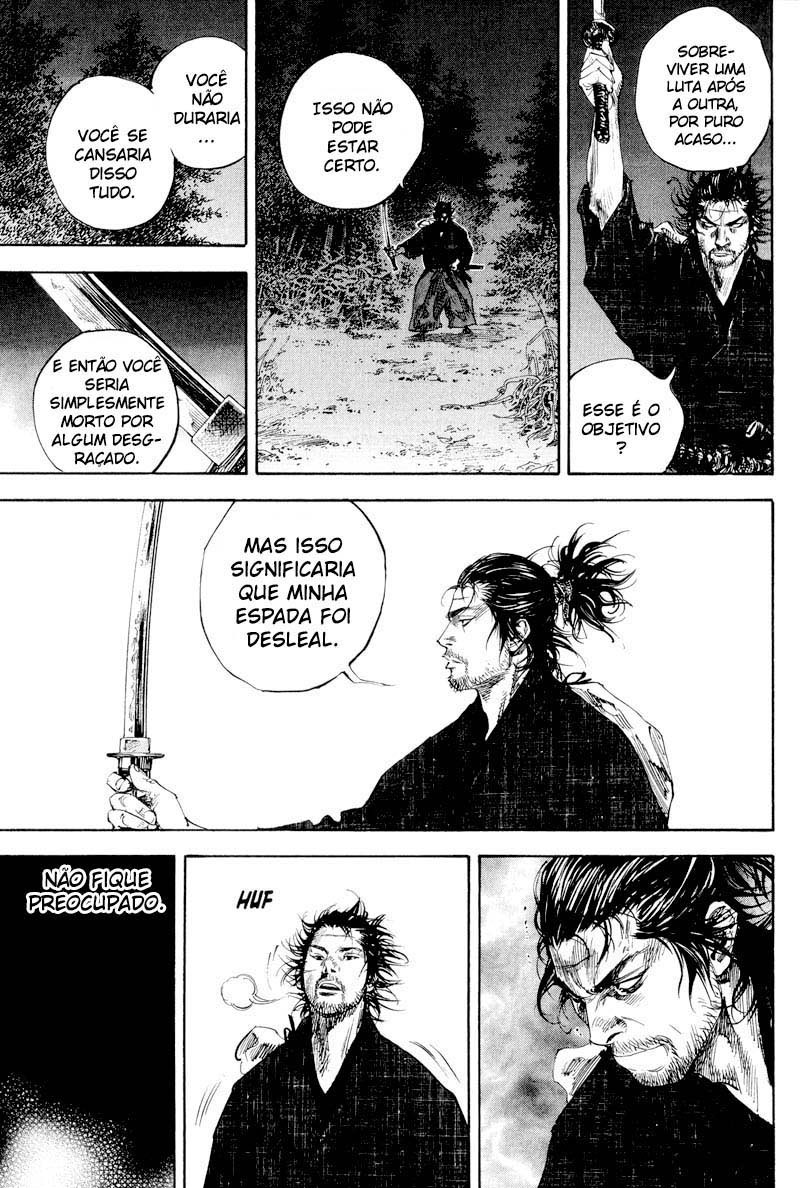 SOBRE-
VIVER UMA
LUTA APÓS
A OUTRA,
POR PURO
ACASO...
ESSE É O
OBJETIVO
?
ISSO NÃO
PODE
ESTAR
CERTO.
VOCÊ
NÃO
DURARIA
...
VOCÊ SE
CANSARIA
DISSO
TUDO.
E ENTÃO VOCÊ
SERIA
SIMPLESMENTE
MORTO POR
ALGUM DESG-
RAÇADO.
MAS ISSO
SIGNIFICARIA
QUE MINHA
ESPADA FOI
DESLEAL.
HUF
NÃO FIQUE
PREOCUPADO.